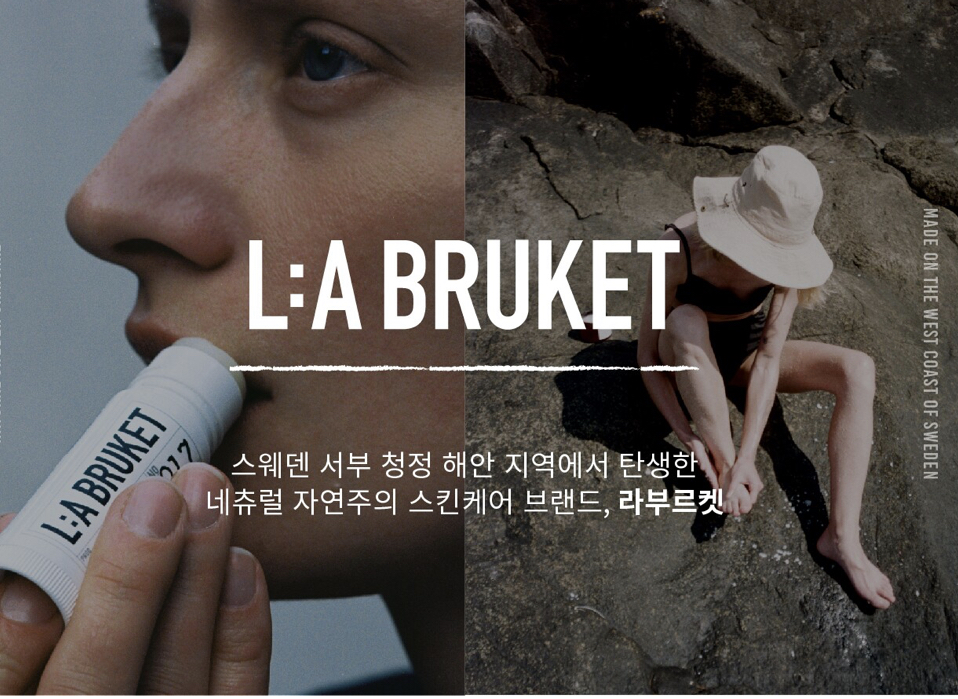 L:A BRUKET
스웨덴 서부 청정 해안 지역에서 탄생한
네츄럴 자연주의 스킨케어 브랜드, 라부르켓
MADE ON THE WEST COAST OF SWEDEN
L:A BRUKET
NO
217